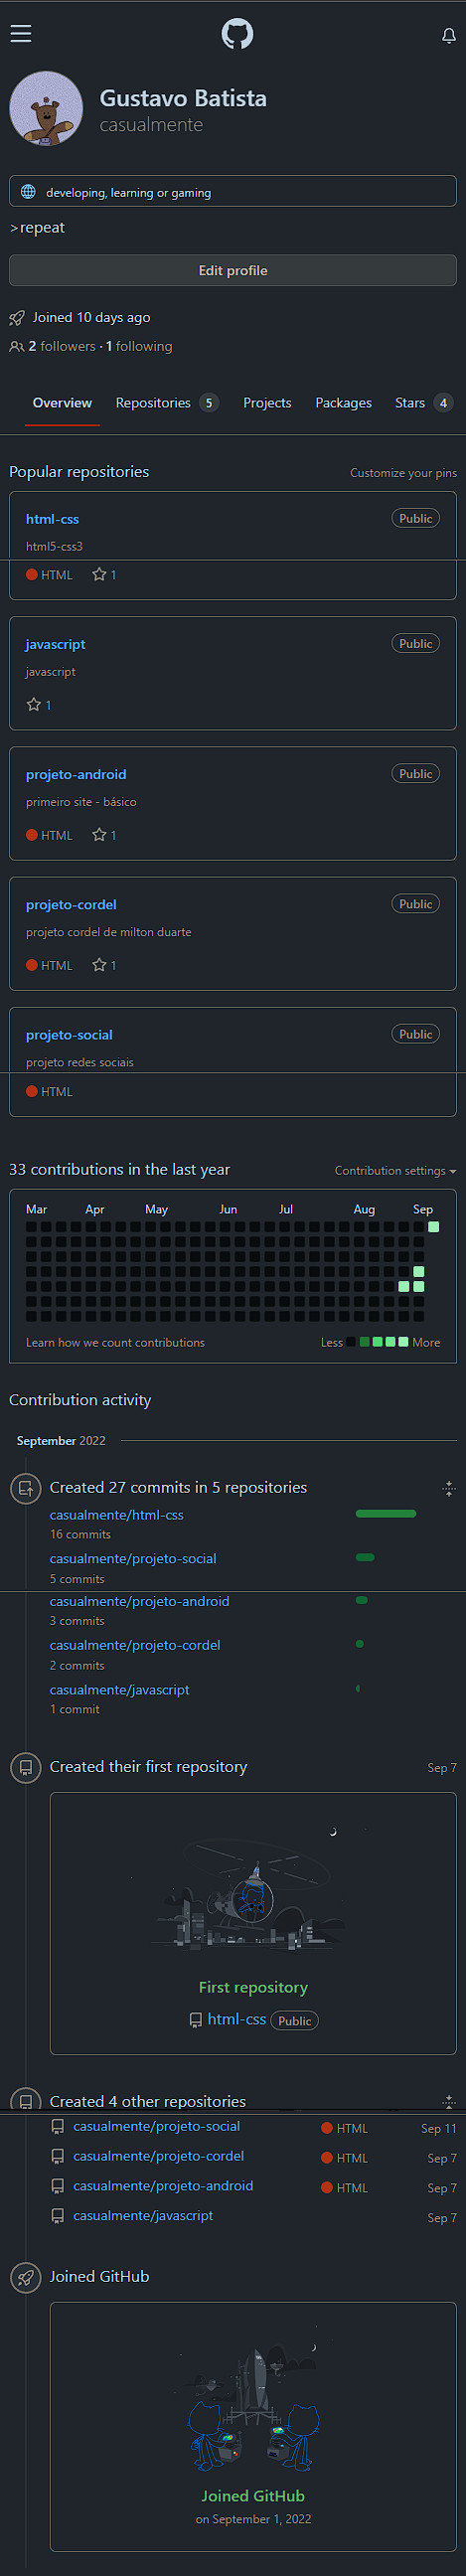 Gustavo Batista
casualmente
developing, learning or gaming
>repeat
Edit profile
Joined 10 days ago
2 followers · 1 following
Overview Repositories 5 Projects Packages Stars 4
Popular repositories Customize your pins
html-css Public
html5-css3
HTML 1
javascript Public
javascript
1
projeto-android Public
primeiro site - básico
HTML 1
projeto-cordel Public
projeto cordel de milton duarte
HTML 1
projeto-social Public
projeto redes sociais
HTML
33 contributions in the last year Contribution settings
Mar Apr May Jun Jul Aug Sep
Learn how we count contributions Less More
Contribution activity
September 2022
Created 27 commits in 5 repositories
casualmente/html-css
16 commits
casualmente/projeto-social
5 commits
casualmente/projeto-android
3 commits
casualmente/projeto-cordel
2 commits
casualmente/javascript
1 commit
Created their first repository Sep 7
First repository
html-css Public
Created 4 other repositories
casualmente/projeto-social HTML Sep 11
casualmente/projeto-cordel HTML Sep 7
casualmente/projeto-android HTML Sep 7
casualmente/javascript Sep 7
Joined GitHub
Joined GitHub
on September 1, 2022